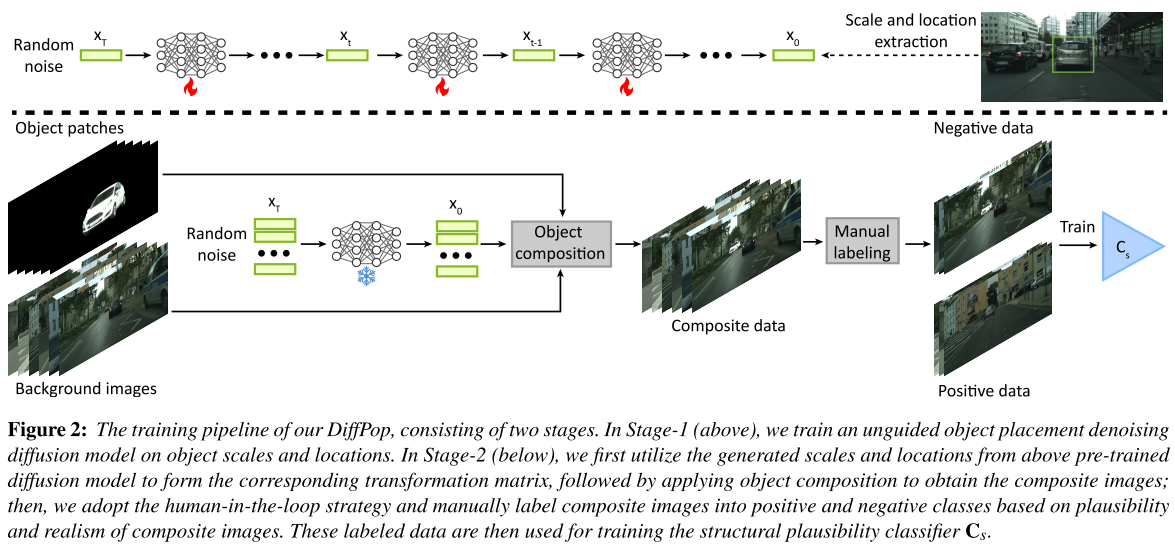 Random
noise
x_T
x_t
x_{t-1}
x_0
Scale and location
extraction
Object patches
Negative data
Random
noise
x_T
x_0
Object
composition
Manual
labeling
Train
C_s
Composite data
Background images
Positive data
Figure 2: The training pipeline of our DiffPop, consisting of two stages. In Stage-1 (above), we train an unguided object placement denoising
diffusion model on object scales and locations. In Stage-2 (below), we first utilize the generated scales and locations from above pre-trained
diffusion model to form the corresponding transformation matrix, followed by applying object composition to obtain the composite images;
then, we adopt the human-in-the-loop strategy and manually label composite images into positive and negative classes based on plausibility
and realism of composite images. These labeled data are then used for training the structural plausibility classifier C_s.